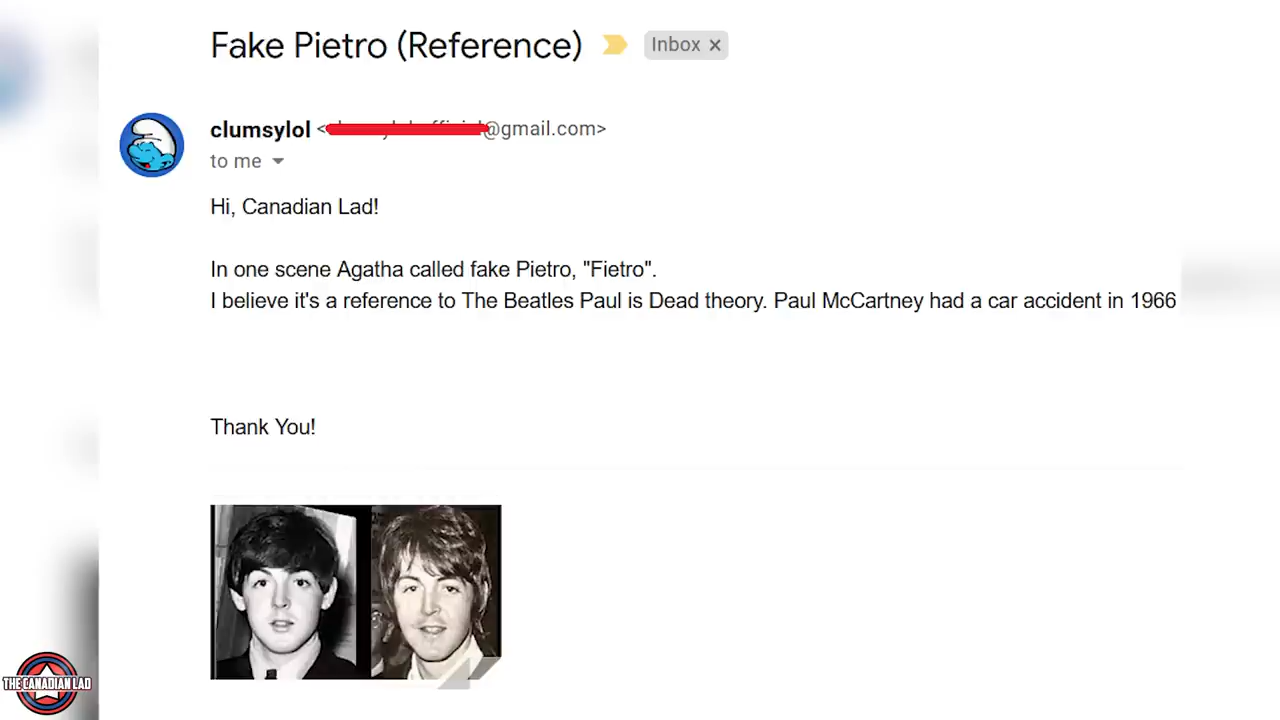 Fake Pietro (Reference)
Inbox ×
clumsylol < @gmail.com>
to me
Hi, Canadian Lad!
In one scene Agatha called fake Pietro, "Fietro".
I believe it's a reference to The Beatles Paul is Dead theory. Paul McCartney had a car accident in 1966
Thank You!
THE CANADIAN LAD